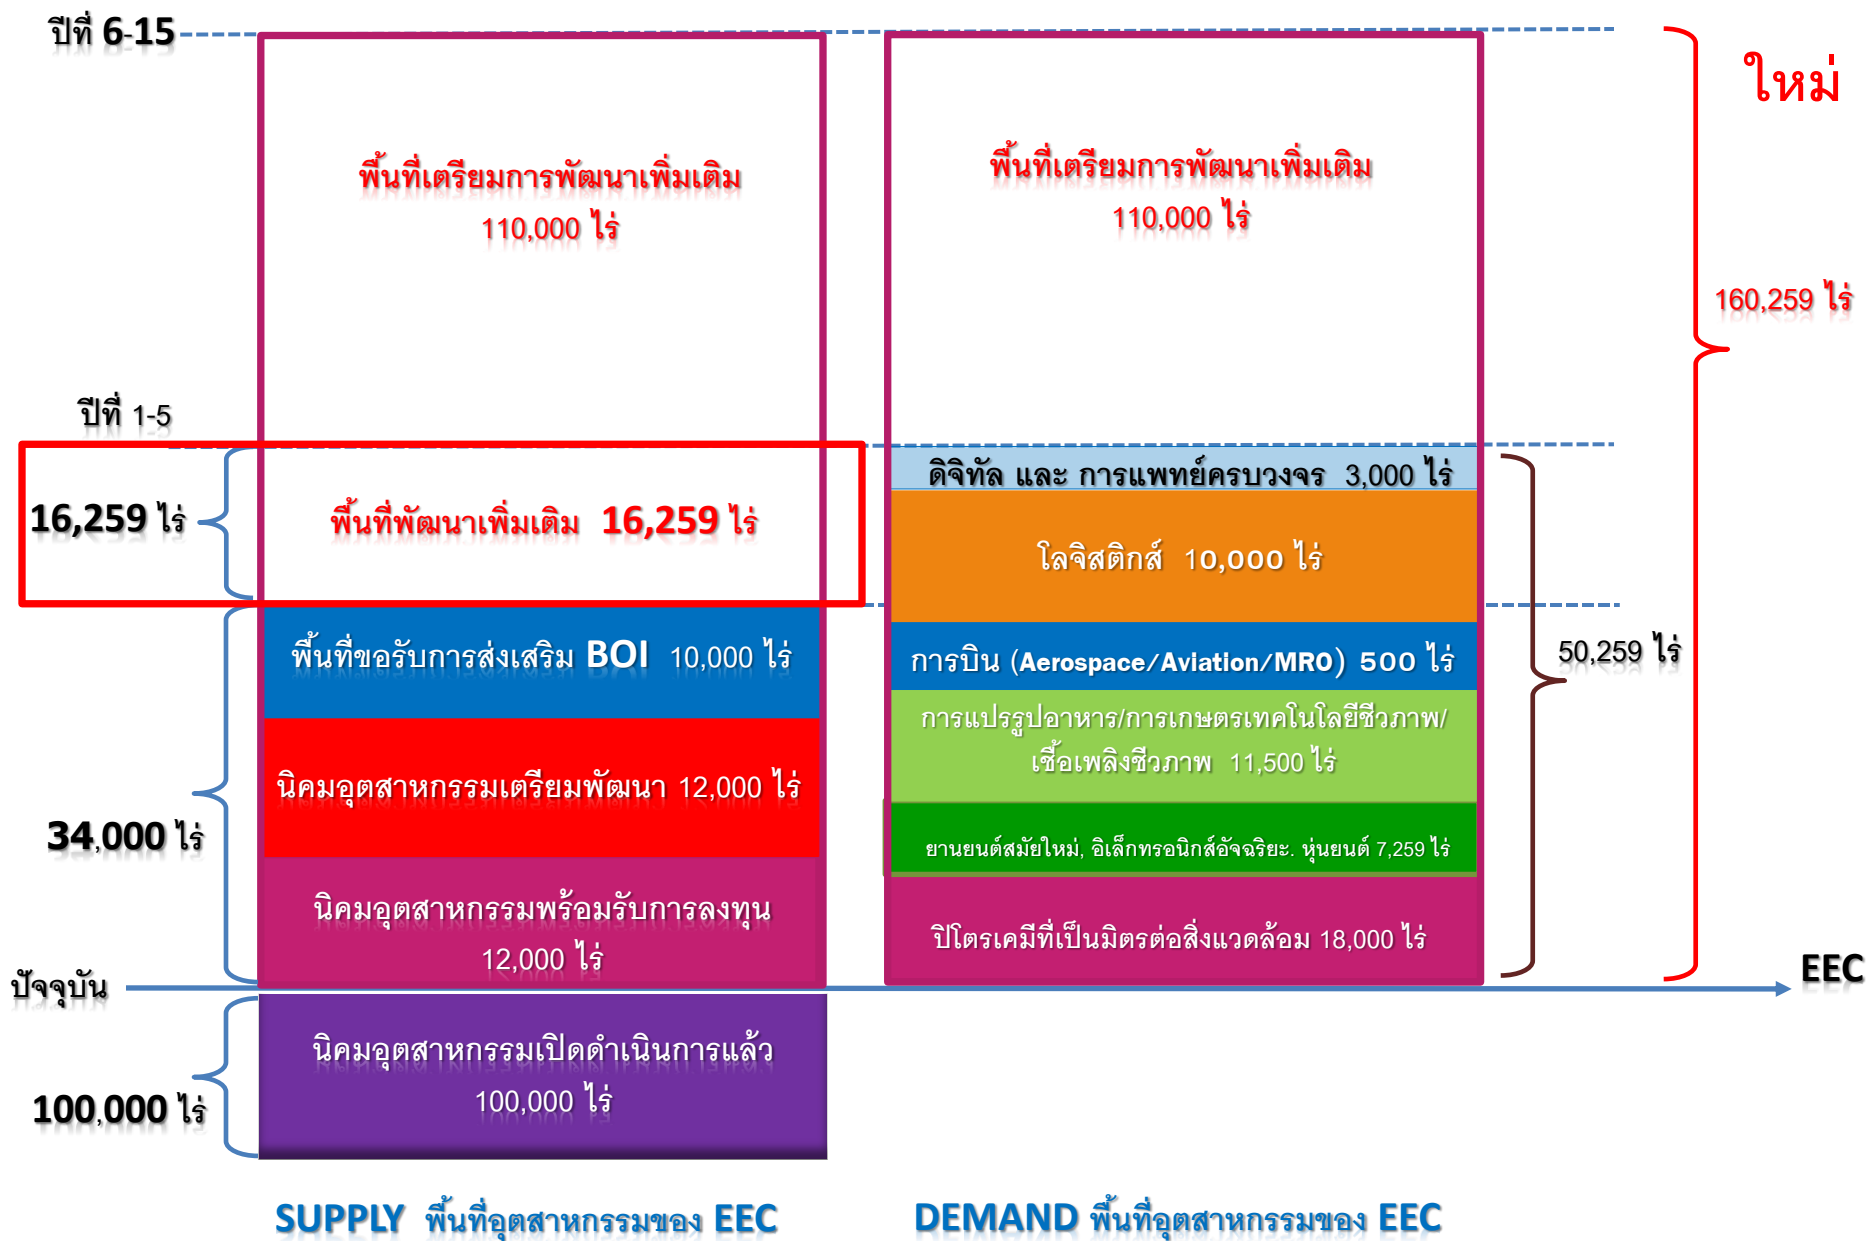 ปีที่ 6-15
ใหม่
พื้นที่เตรียมการพัฒนาเพิ่มเติม
110,000 ไร่
พื้นที่เตรียมการพัฒนาเพิ่มเติม
110,000 ไร่
160,259 ไร่
ปีที่ 1-5
16,259 ไร่
พื้นที่พัฒนาเพิ่มเติม 16,259 ไร่
ดิจิทัล และ การแพทย์ครบวงจร 3,000 ไร่
โลจิสติกส์ 10,000 ไร่
พื้นที่ขอรับการส่งเสริม BOI 10,000 ไร่
การบิน (Aerospace/Aviation/MRO) 500 ไร่
50,259 ไร่
การแปรรูปอาหาร/การเกษตรเทคโนโลยีชีวภาพ/
เชื้อเพลิงชีวภาพ 11,500 ไร่
นิคมอุตสาหกรรมเตรียมพัฒนา 12,000 ไร่
34,000 ไร่
ยานยนต์สมัยใหม่, อิเล็กทรอนิกส์อัจฉริยะ. หุ่นยนต์ 7,259 ไร่
นิคมอุตสาหกรรมพร้อมรับการลงทุน
12,000 ไร่
ปิโตรเคมีที่เป็นมิตรต่อสิ่งแวดล้อม 18,000 ไร่
ปัจจุบัน
EEC
นิคมอุตสาหกรรมเปิดดำเนินการแล้ว
100,000 ไร่
100,000 ไร่
SUPPLY พื้นที่อุตสาหกรรมของ EEC
DEMAND พื้นที่อุตสาหกรรมของ EEC